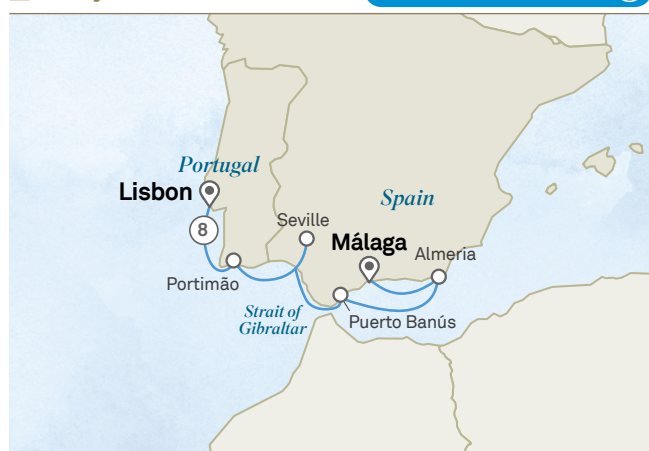 Portugal
Lisbon
8
Spain
Seville
Málaga
Almeria
Portimão
Strait of
Gibraltar
Puerto Banús